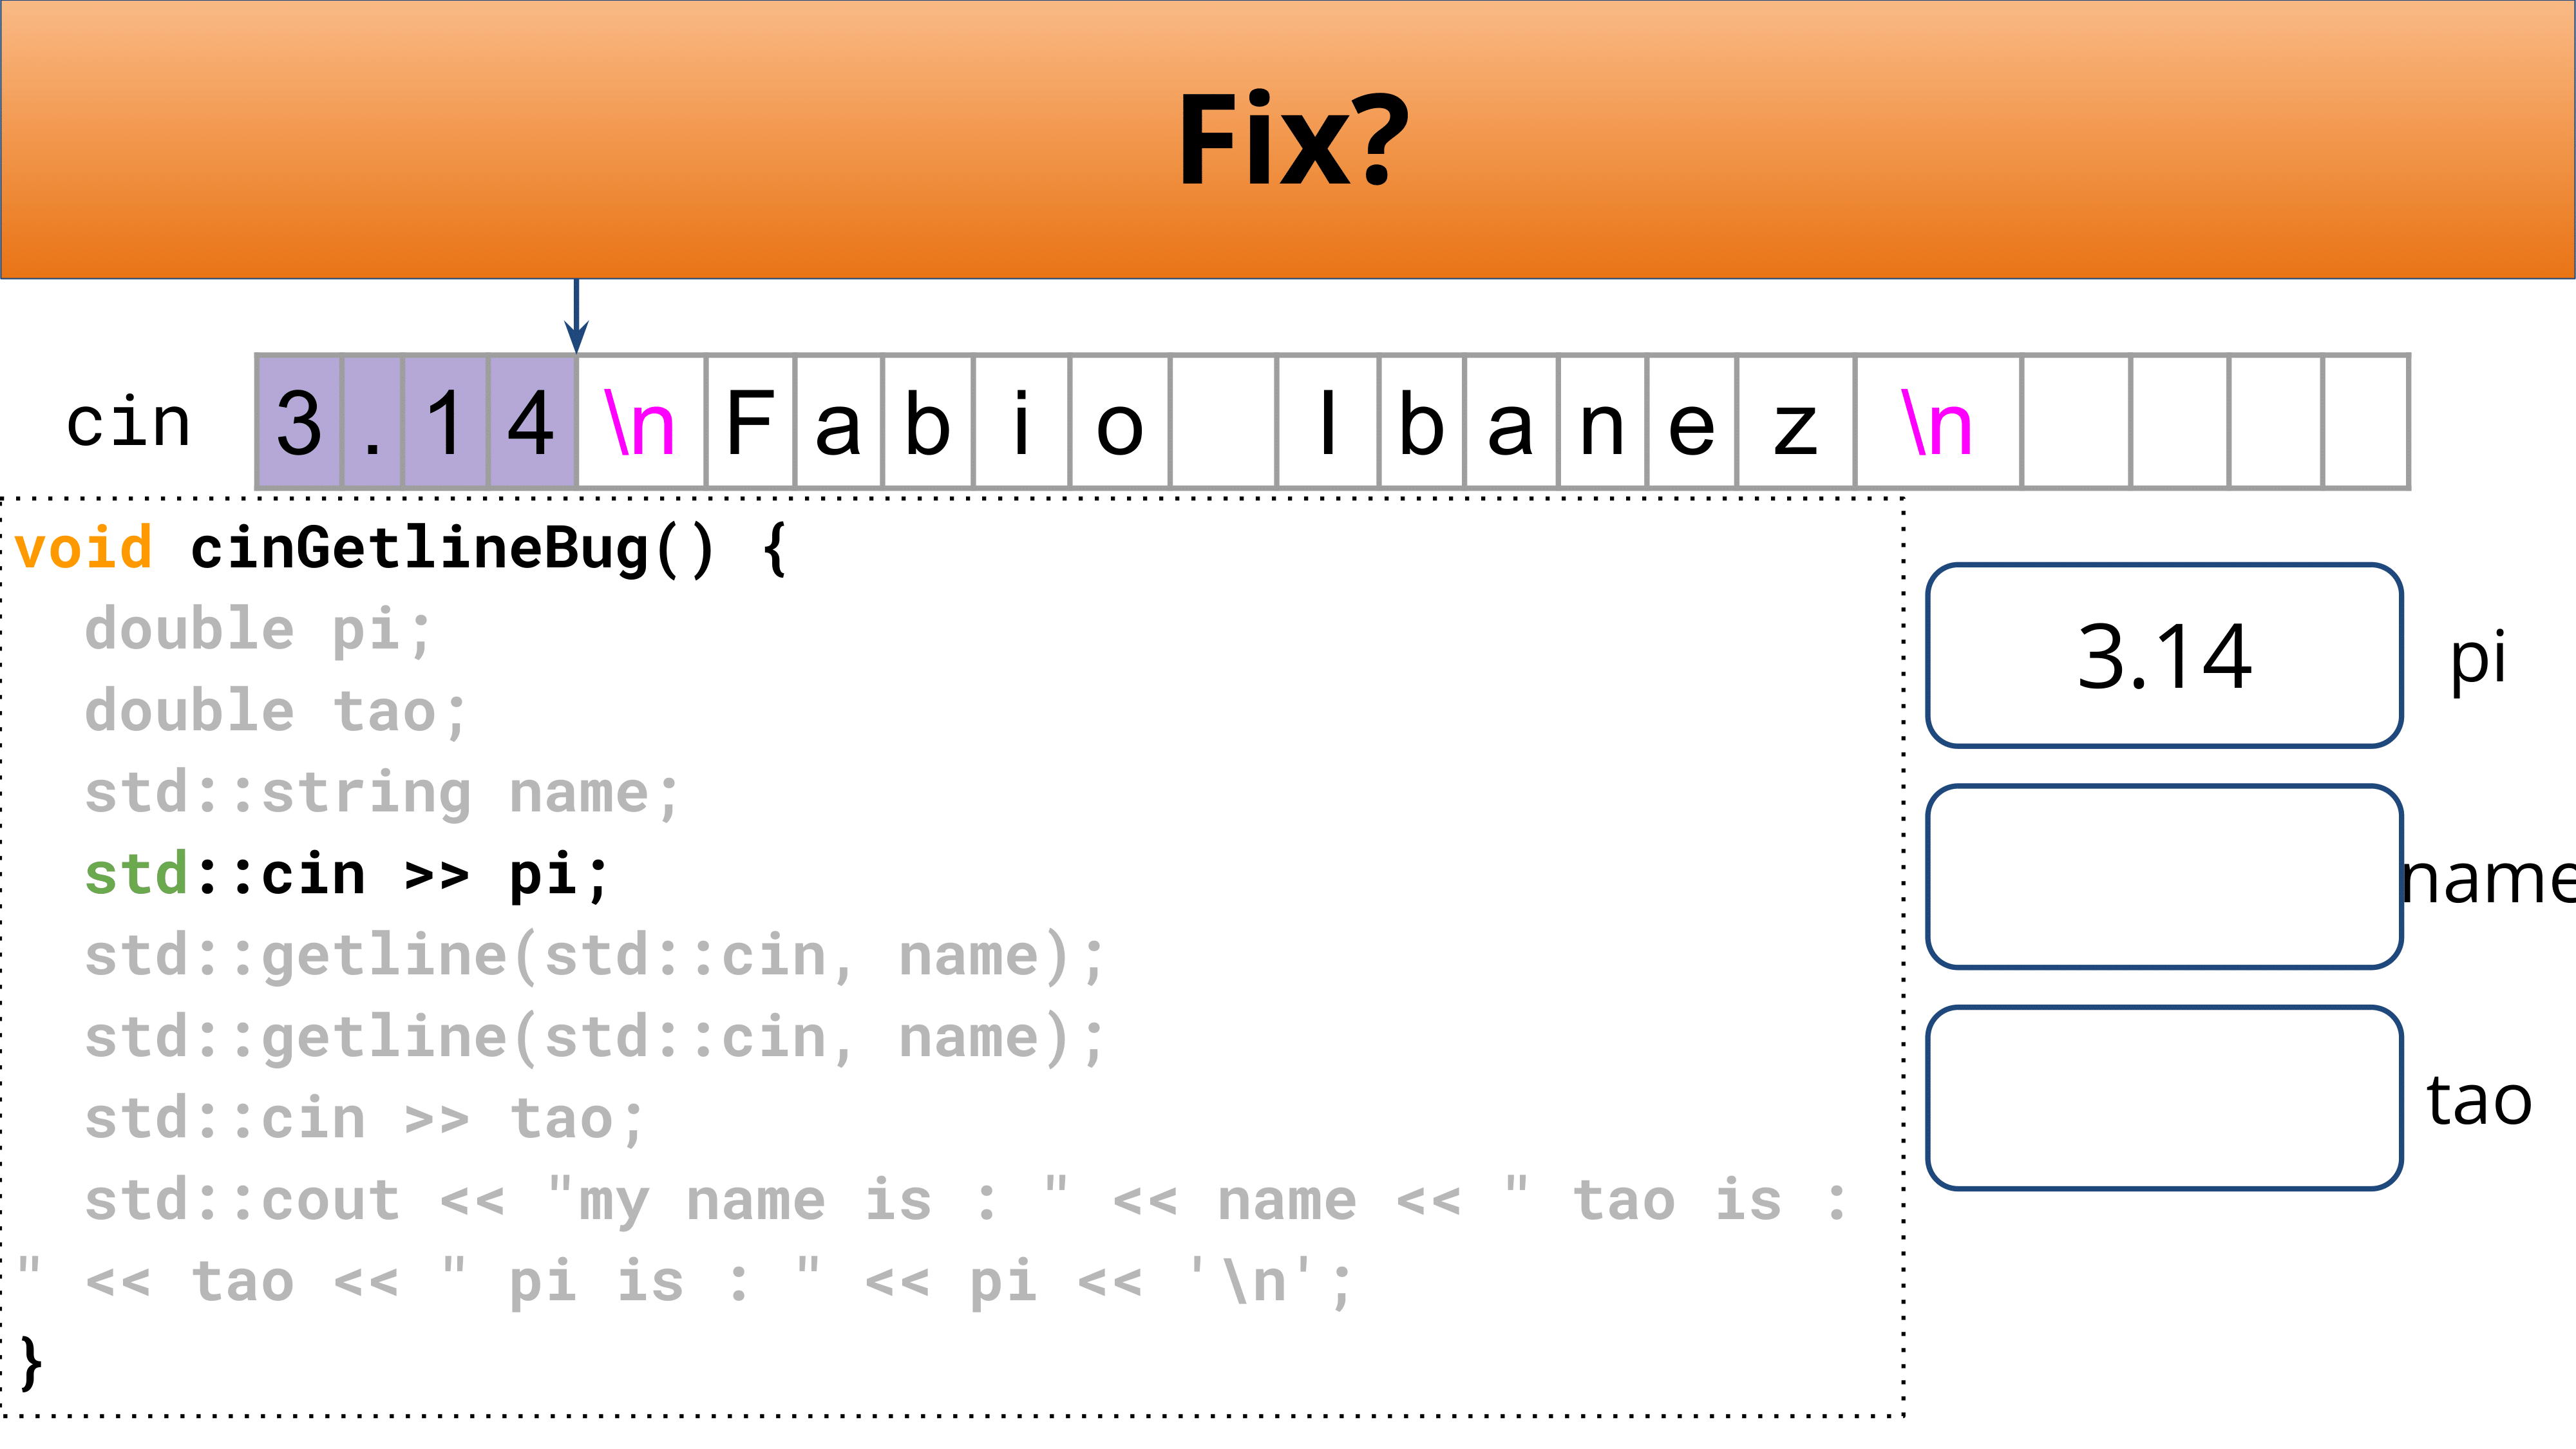 Fix?
cin 3 . 1 4 \n F a b i o I b a n e z \n
void cinGetlineBug() {
  double pi;
  double tao;
  std::string name;
  std::cin >> pi;
  std::getline(std::cin, name);
  std::getline(std::cin, name);
  std::cin >> tao;
  std::cout << "my name is : " << name << " tao is :
" << tao << " pi is : " << pi << '\n';
}
3.14 pi
name
tao